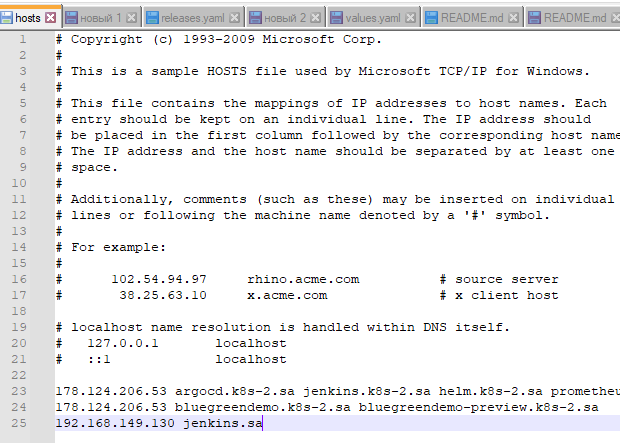 hosts новый 1 releases.yaml новый 2 values.yaml README.md README.md
1 # Copyright (c) 1993-2009 Microsoft Corp.
2 #
3 # This is a sample HOSTS file used by Microsoft TCP/IP for Windows.
4 #
5 # This file contains the mappings of IP addresses to host names. Each
6 # entry should be kept on an individual line. The IP address should
7 # be placed in the first column followed by the corresponding host name
8 # The IP address and the host name should be separated by at least one
9 # space.
10 #
11 # Additionally, comments (such as these) may be inserted on individual
12 # lines or following the machine name denoted by a '#' symbol.
13 #
14 # For example:
15 #
16 # 102.54.94.97 rhino.acme.com # source server
17 # 38.25.63.10 x.acme.com # x client host
18
19 # localhost name resolution is handled within DNS itself.
20 # 127.0.0.1 localhost
21 # ::1 localhost
22
23 178.124.206.53 argocd.k8s-2.sa jenkins.k8s-2.sa helm.k8s-2.sa prometheu
24 178.124.206.53 bluegreendemo.k8s-2.sa bluegreendemo-preview.k8s-2.sa
25 192.168.149.130 jenkins.sa